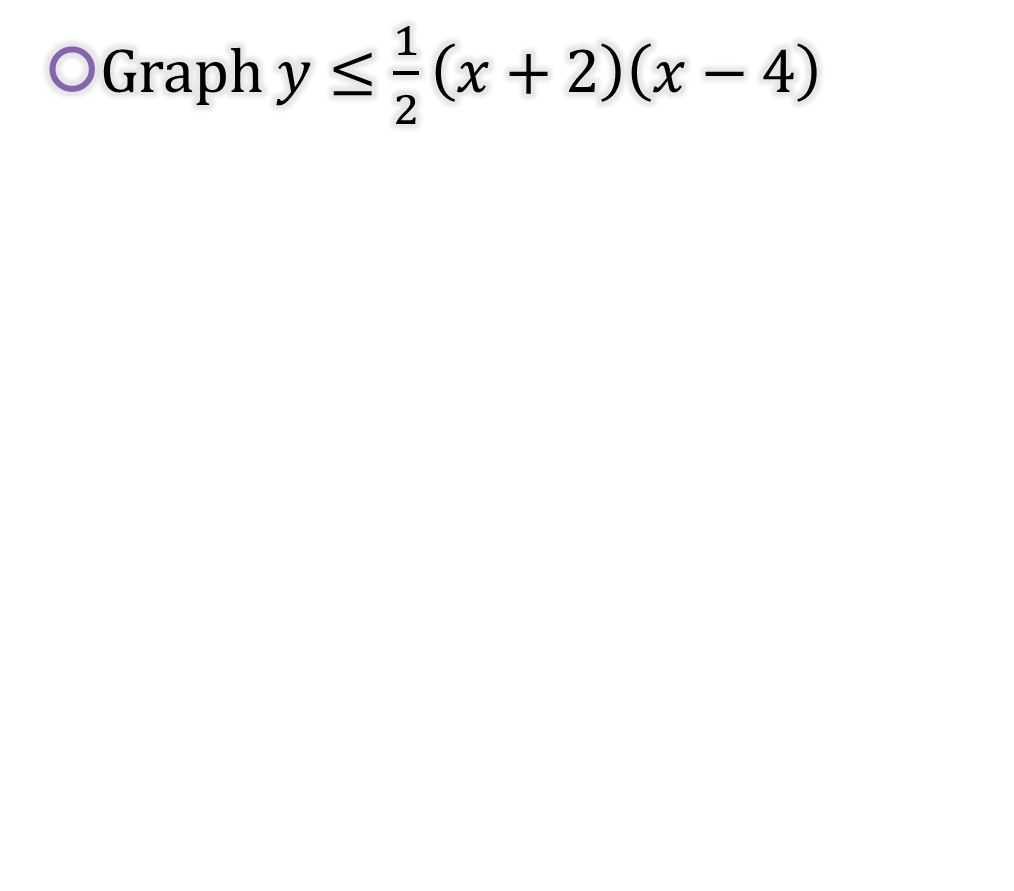 Graph 𝑦 ≤ ½(𝑥 + 2)(𝑥 − 4)